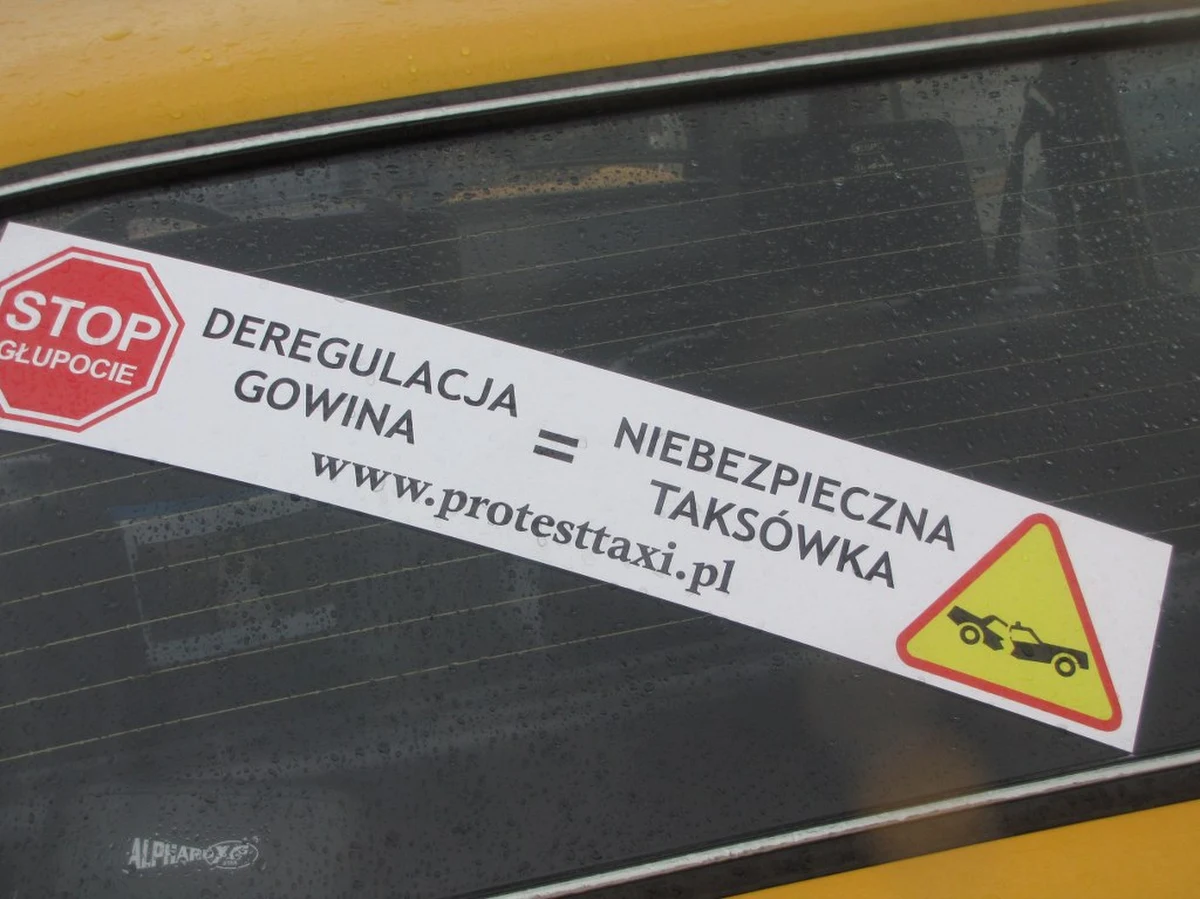 STOP
GŁUPOCIE
DEREGULACJA
GOWINA
=
NIEBEZPIECZNA
TAKSÓWKA
www.protesttaxi.pl